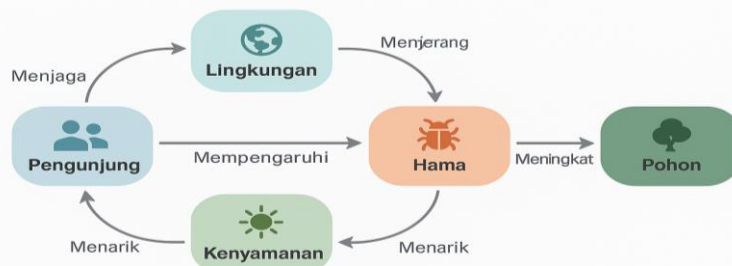 Lingkungan
Menjerang
Menjaga
Pengunjung
Mempengaruhi
Hama
Meningkat
Pohon
Menarik
Kenyamanan
Menarik